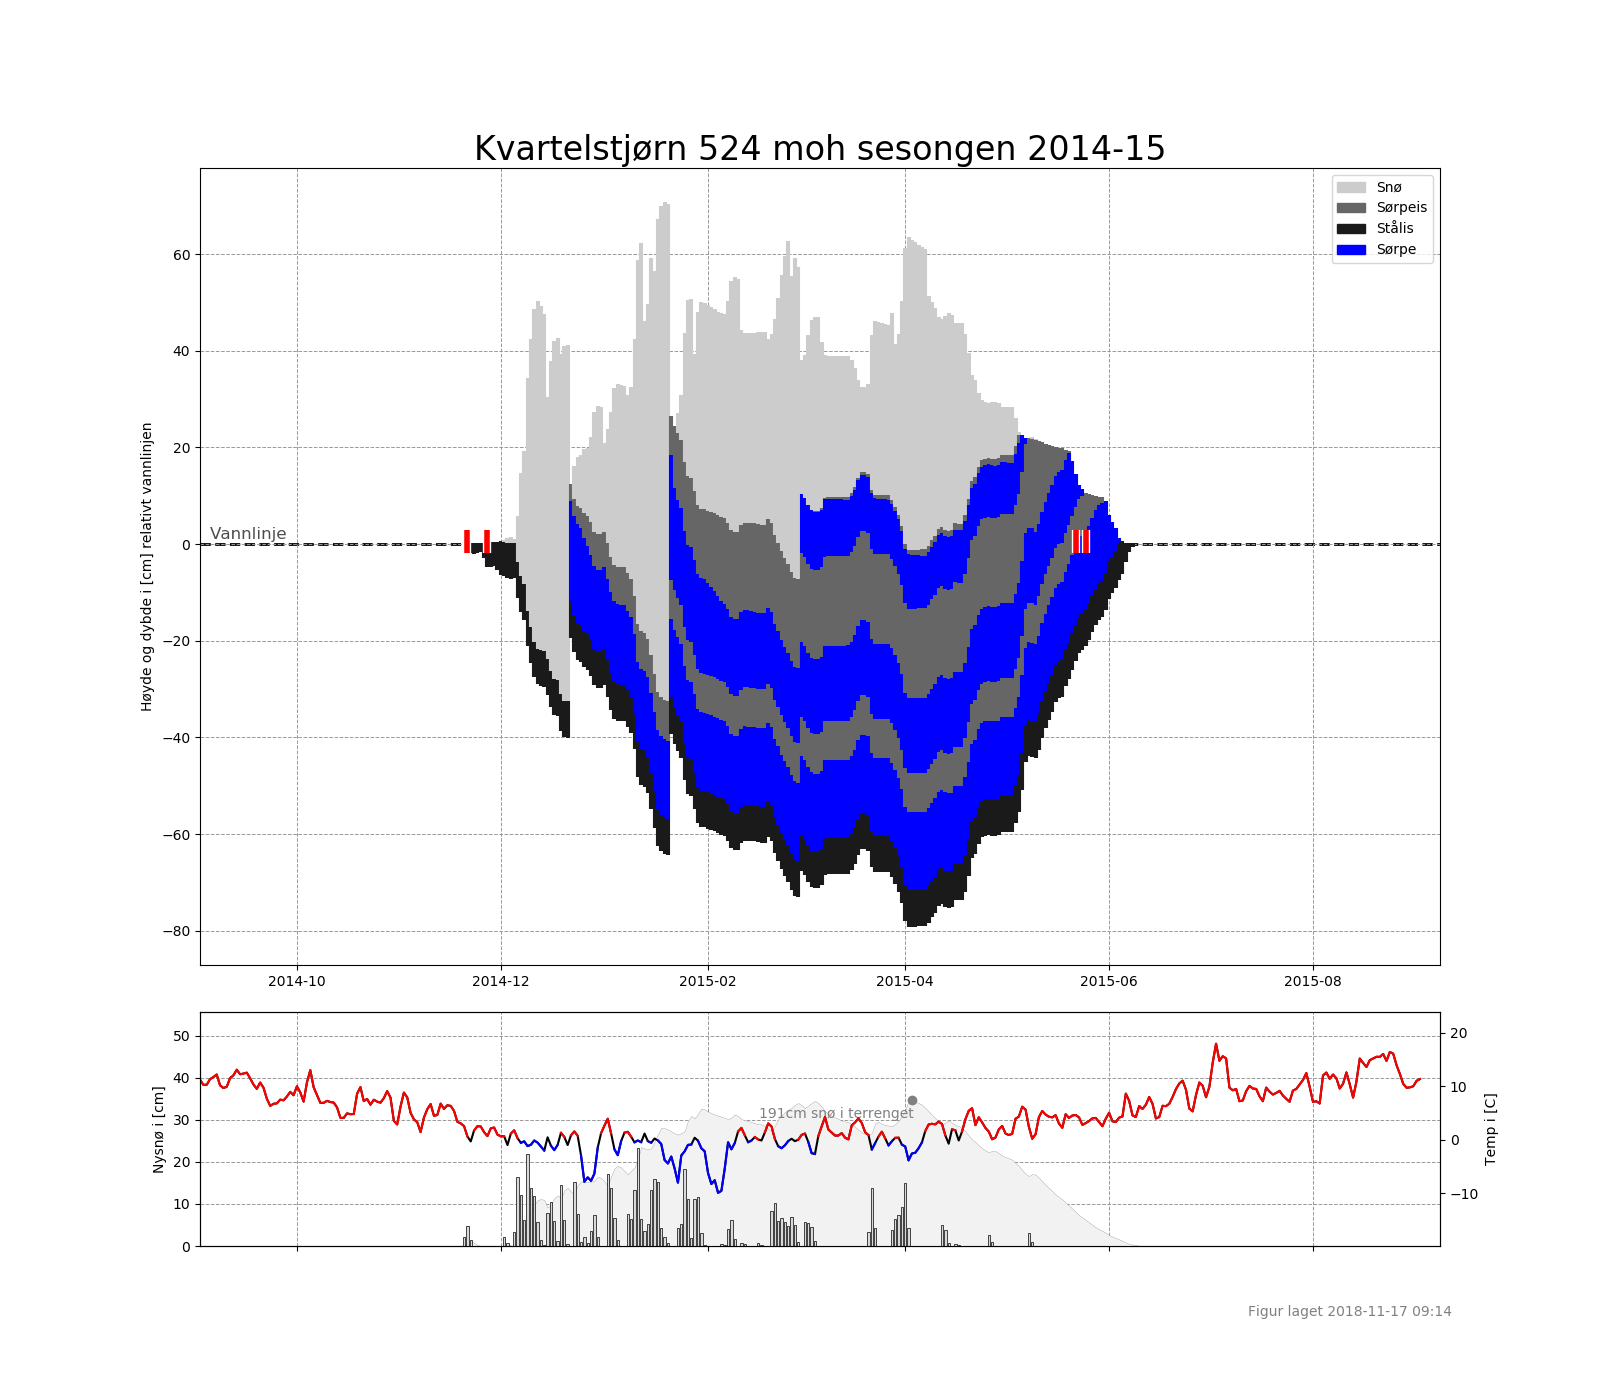 Kvartelstjørn 524 moh sesongen 2014-15
Snø
Sørpeis
Stålis
Sørpe
Høyde og dybde i [cm] relativt vannlinjen
60
40
20
0
−20
−40
−60
−80
Vannlinje
2014-10
2014-12
2015-02
2015-04
2015-06
2015-08
Nysnø i [cm]
50
40
30
20
10
0
191cm snø i terrenget
20
10
0
−10
Temp i [C]
Figur laget 2018-11-17 09:14